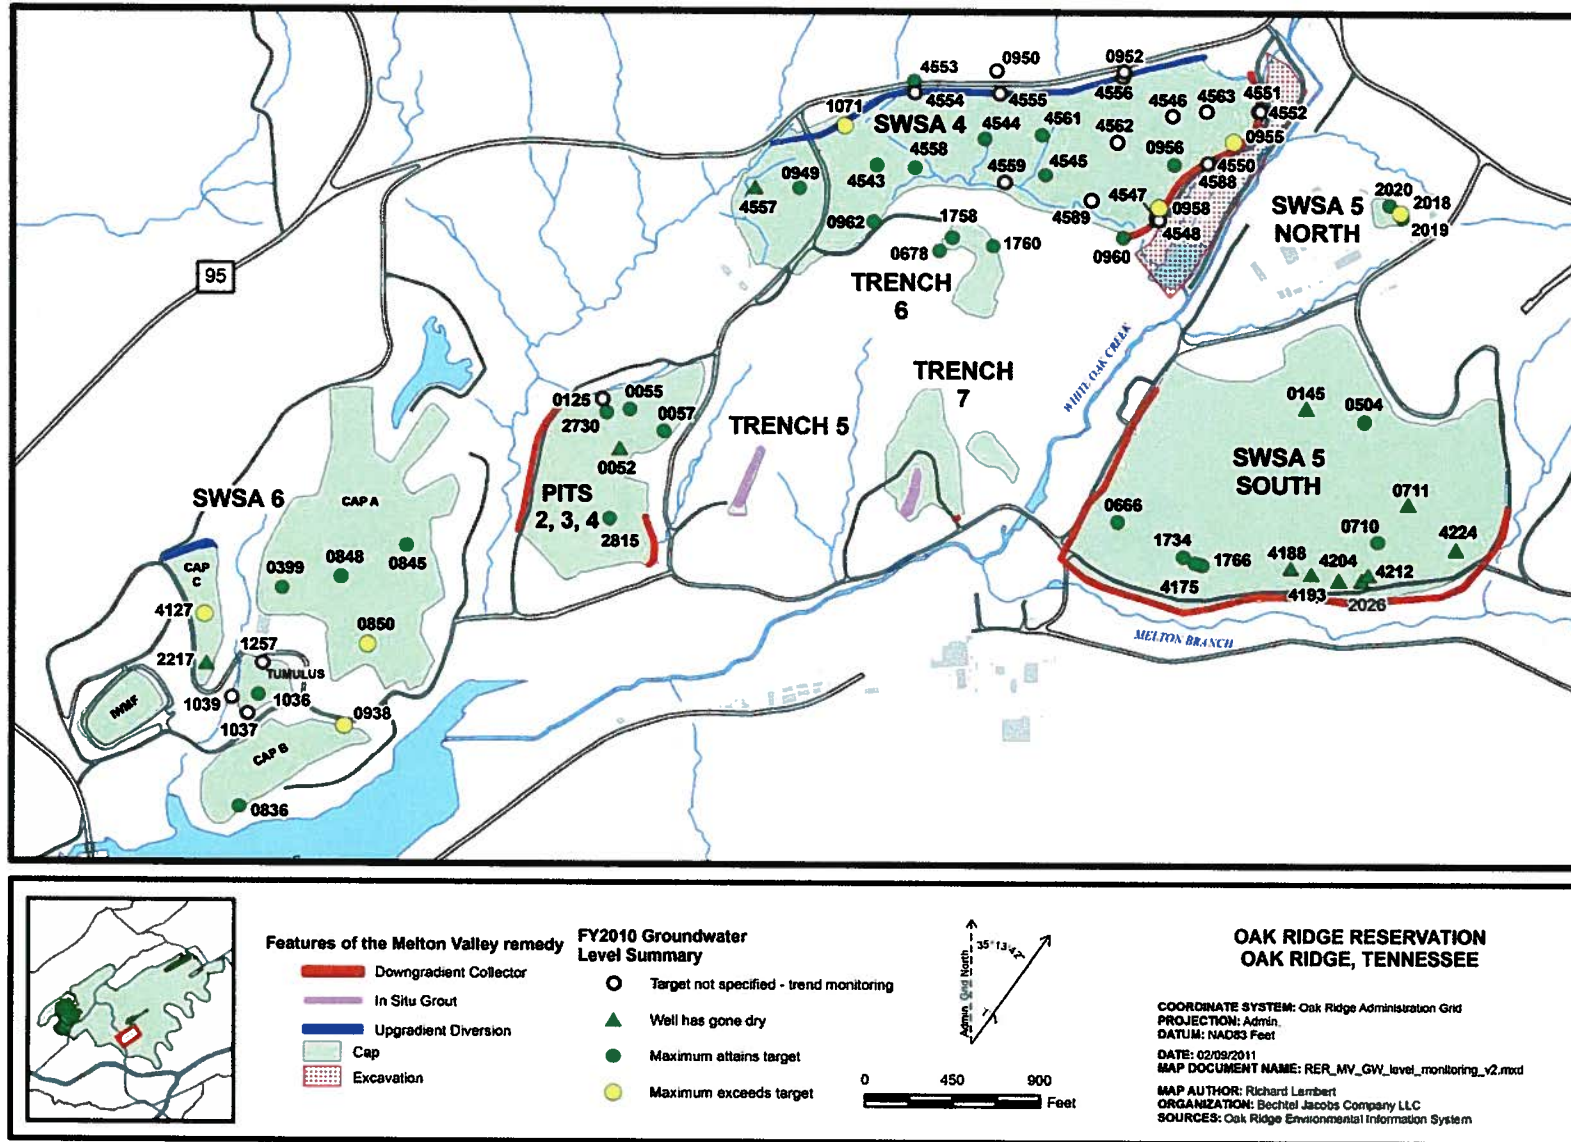 4553
0950
0952
4554
4555
4556
1071
SWSA 4
4544
4561
4546
4563
4551
4552
4562
0955
4558
4559
4545
0956
4550
4588
4543
0949
4557
4547
0958
4589
4548
0962
1758
0678
1760
0960
TRENCH
6
SWSA 5
NORTH
2020
2018
2019
95
WHITE OAK CREEK
TRENCH
7
0125
0055
2730
0057
0052
TRENCH 5
PITS
2, 3, 4
2815
0145
0504
SWSA 5
SOUTH
0711
0666
0710
4224
1734
1766
4188
4204
4212
4175
4193
2026
MELTON BRANCH
SWSA 6
CAP A
CAP
C
0399
0848
0845
4127
0850
1257
2217
TUMULUS
1039
1036
1037
0938
IWMF
CAP B
0836
Features of the Melton Valley remedy
Downgradient Collector
In Situ Grout
Upgradient Diversion
Cap
Excavation
FY2010 Groundwater
Level Summary
Target not specified - trend monitoring
Well has gone dry
Maximum attains target
Maximum exceeds target
Admin. Grid North
35°13'42"
0 450 900
Feet
OAK RIDGE RESERVATION
OAK RIDGE, TENNESSEE
COORDINATE SYSTEM: Oak Ridge Administration Grid
PROJECTION: Admin.
DATUM: NAD83 Feet
DATE: 02/09/2011
MAP DOCUMENT NAME: RER_MV_GW_level_monitoring_v2.mxd
MAP AUTHOR: Richard Lambert
ORGANIZATION: Bechtel Jacobs Company LLC
SOURCES: Oak Ridge Environmental Information System